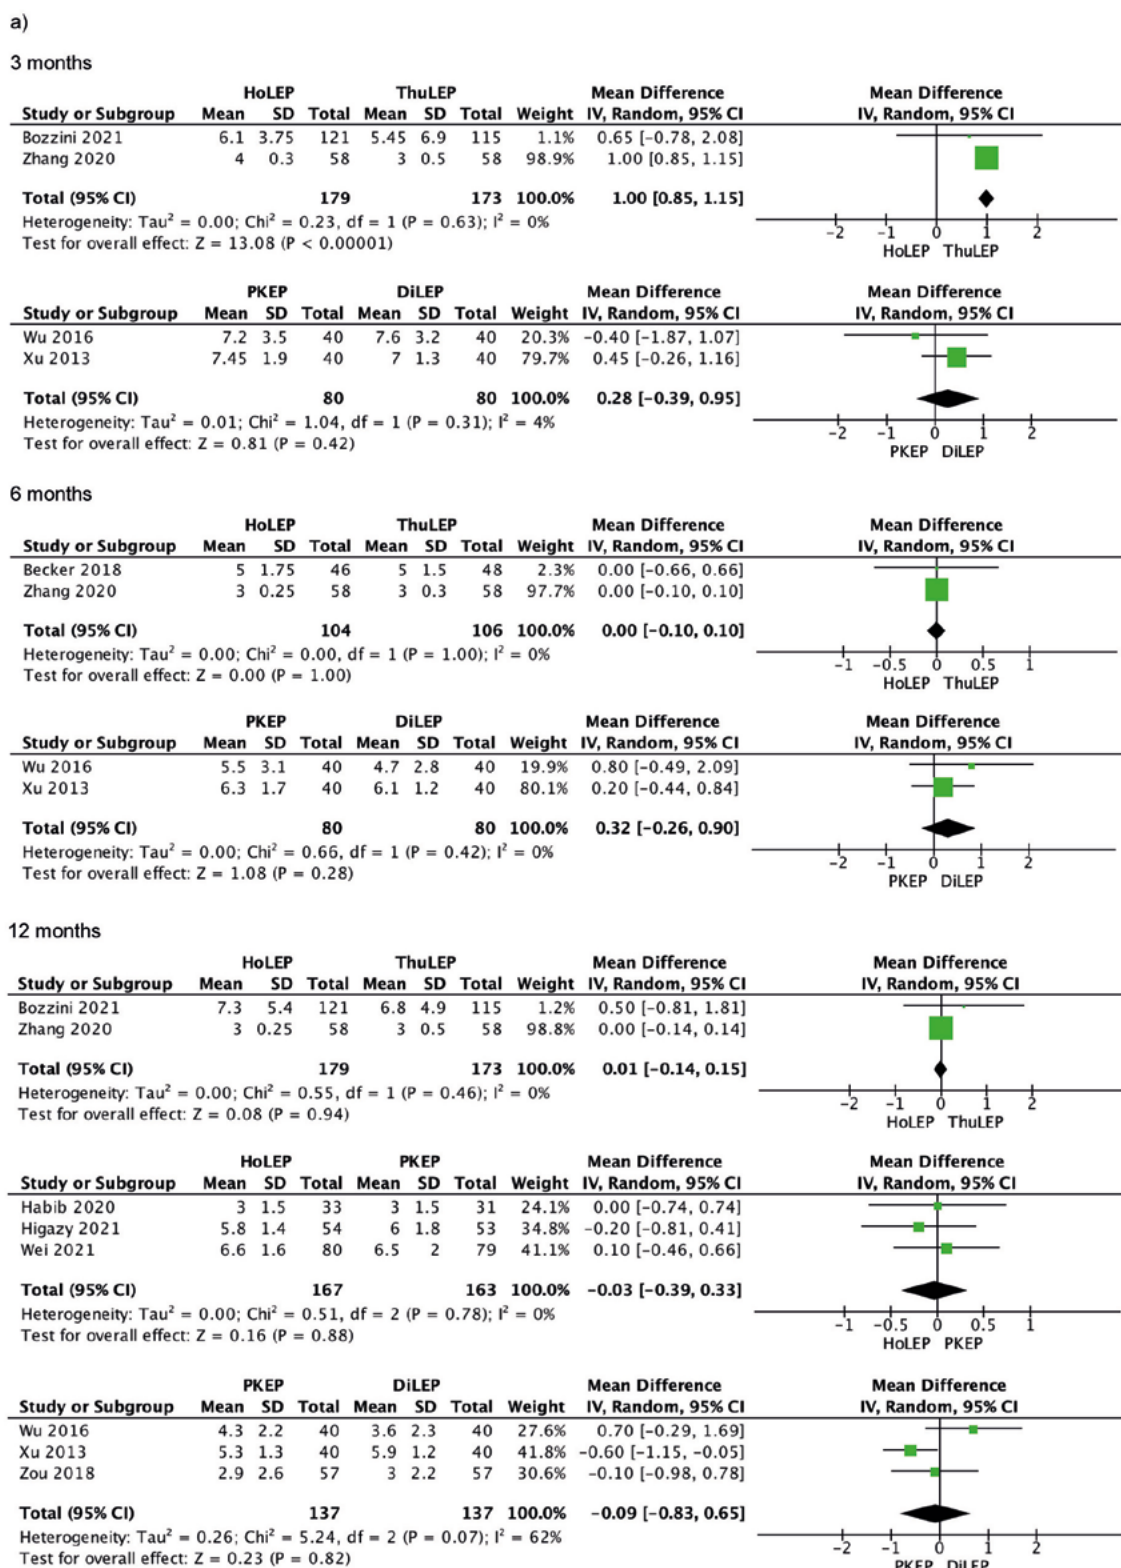 a)
3 months
HoLEP ThuLEP Mean Difference Mean Difference
Study or Subgroup Mean SD Total Mean SD Total Weight IV, Random, 95% CI IV, Random, 95% CI
Bozzini 2021 6.1 3.75 121 5.45 6.9 115 1.1% 0.65 [−0.78, 2.08]
Zhang 2020 4 0.3 58 3 0.5 58 98.9% 1.00 [0.85, 1.15]
Total (95% CI) 179 173 100.0% 1.00 [0.85, 1.15]
Heterogeneity: Tau² = 0.00; Chi² = 0.23, df = 1 (P = 0.63); I² = 0%
Test for overall effect: Z = 13.08 (P < 0.00001)
−2 −1 0 1 2
HoLEP ThuLEP
PKEP DiLEP Mean Difference Mean Difference
Study or Subgroup Mean SD Total Mean SD Total Weight IV, Random, 95% CI IV, Random, 95% CI
Wu 2016 7.2 3.5 40 7.6 3.2 40 20.3% −0.40 [−1.87, 1.07]
Xu 2013 7.45 1.9 40 7 1.3 40 79.7% 0.45 [−0.26, 1.16]
Total (95% CI) 80 80 100.0% 0.28 [−0.39, 0.95]
Heterogeneity: Tau² = 0.01; Chi² = 1.04, df = 1 (P = 0.31); I² = 4%
Test for overall effect: Z = 0.81 (P = 0.42)
−2 −1 0 1 2
PKEP DiLEP
6 months
HoLEP ThuLEP Mean Difference Mean Difference
Study or Subgroup Mean SD Total Mean SD Total Weight IV, Random, 95% CI IV, Random, 95% CI
Becker 2018 5 1.75 46 5 1.5 48 2.3% 0.00 [−0.66, 0.66]
Zhang 2020 3 0.25 58 3 0.3 58 97.7% 0.00 [−0.10, 0.10]
Total (95% CI) 104 106 100.0% 0.00 [−0.10, 0.10]
Heterogeneity: Tau² = 0.00; Chi² = 0.00, df = 1 (P = 1.00); I² = 0%
Test for overall effect: Z = 0.00 (P = 1.00)
−1 −0.5 0 0.5 1
HoLEP ThuLEP
PKEP DiLEP Mean Difference Mean Difference
Study or Subgroup Mean SD Total Mean SD Total Weight IV, Random, 95% CI IV, Random, 95% CI
Wu 2016 5.5 3.1 40 4.7 2.8 40 19.9% 0.80 [−0.49, 2.09]
Xu 2013 6.3 1.7 40 6.1 1.2 40 80.1% 0.20 [−0.44, 0.84]
Total (95% CI) 80 80 100.0% 0.32 [−0.26, 0.90]
Heterogeneity: Tau² = 0.00; Chi² = 0.66, df = 1 (P = 0.42); I² = 0%
Test for overall effect: Z = 1.08 (P = 0.28)
−2 −1 0 1 2
PKEP DiLEP
12 months
HoLEP ThuLEP Mean Difference Mean Difference
Study or Subgroup Mean SD Total Mean SD Total Weight IV, Random, 95% CI IV, Random, 95% CI
Bozzini 2021 7.3 5.4 121 6.8 4.9 115 1.2% 0.50 [−0.81, 1.81]
Zhang 2020 3 0.25 58 3 0.5 58 98.8% 0.00 [−0.14, 0.14]
Total (95% CI) 179 173 100.0% 0.01 [−0.14, 0.15]
Heterogeneity: Tau² = 0.00; Chi² = 0.55, df = 1 (P = 0.46); I² = 0%
Test for overall effect: Z = 0.08 (P = 0.94)
−2 −1 0 1 2
HoLEP ThuLEP
HoLEP PKEP Mean Difference Mean Difference
Study or Subgroup Mean SD Total Mean SD Total Weight IV, Random, 95% CI IV, Random, 95% CI
Habib 2020 3 1.5 33 3 1.5 31 24.1% 0.00 [−0.74, 0.74]
Higazy 2021 5.8 1.4 54 6 1.8 53 34.8% −0.20 [−0.81, 0.41]
Wei 2021 6.6 1.6 80 6.5 2 79 41.1% 0.10 [−0.46, 0.66]
Total (95% CI) 167 163 100.0% −0.03 [−0.39, 0.33]
Heterogeneity: Tau² = 0.00; Chi² = 0.51, df = 2 (P = 0.78); I² = 0%
Test for overall effect: Z = 0.16 (P = 0.88)
−1 −0.5 0 0.5 1
HoLEP PKEP
PKEP DiLEP Mean Difference Mean Difference
Study or Subgroup Mean SD Total Mean SD Total Weight IV, Random, 95% CI IV, Random, 95% CI
Wu 2016 4.3 2.2 40 3.6 2.3 40 27.6% 0.70 [−0.29, 1.69]
Xu 2013 5.3 1.3 40 5.9 1.2 40 41.8% −0.60 [−1.15, −0.05]
Zou 2018 2.9 2.6 57 3 2.2 57 30.6% −0.10 [−0.98, 0.78]
Total (95% CI) 137 137 100.0% −0.09 [−0.83, 0.65]
Heterogeneity: Tau² = 0.26; Chi² = 5.24, df = 2 (P = 0.07); I² = 62%
Test for overall effect: Z = 0.23 (P = 0.82)
−2 −1 0 1 2
PKEP DiLEP